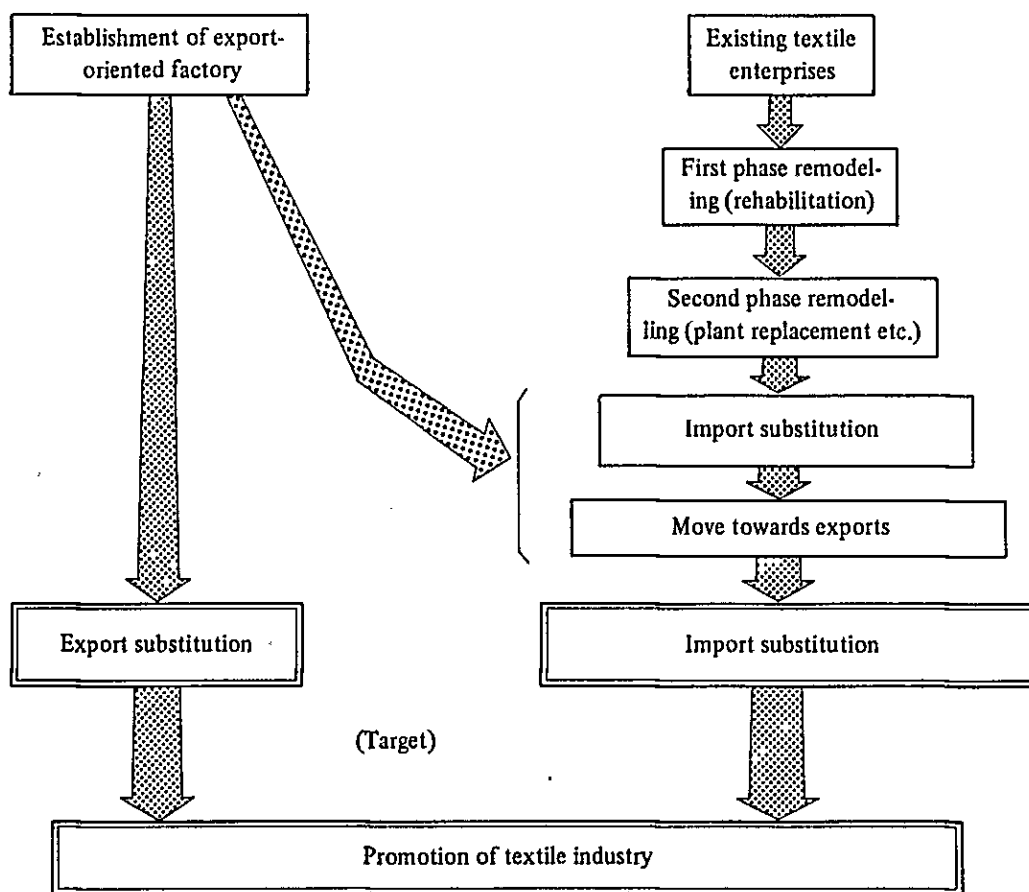 Establishment of export-
oriented factory
Existing textile
enterprises
First phase remodel-
ing (rehabilitation)
Second phase remodel-
ling (plant replacement etc.)
Import substitution
Move towards exports
Export substitution
Import substitution
(Target)
Promotion of textile industry